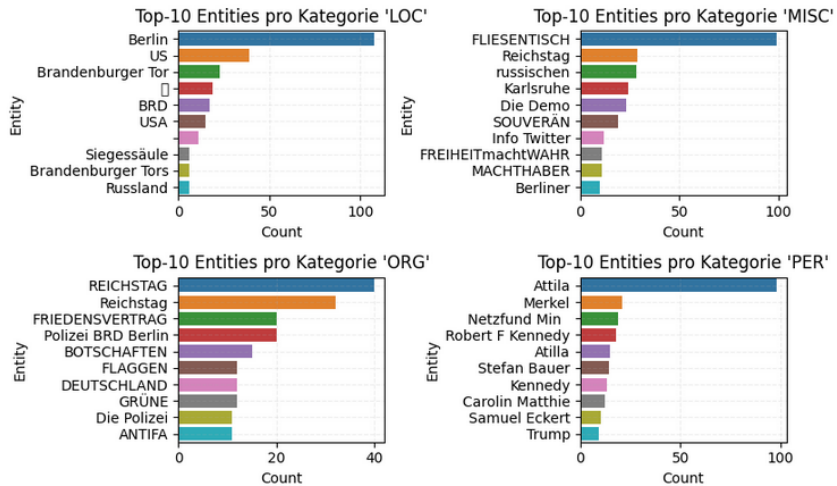 Top-10 Entities pro Kategorie 'LOC'
Entity
Berlin
US
Brandenburger Tor
BRD
USA
Siegessäule
Brandenburger Tors
Russland
0 50 100
Count
Top-10 Entities pro Kategorie 'MISC'
Entity
FLIESENTISCH
Reichstag
russischen
Karlsruhe
Die Demo
SOUVERÄN
Info Twitter
FREIHEITmachtWAHR
MACHTHABER
Berliner
0 50 100
Count
Top-10 Entities pro Kategorie 'ORG'
Entity
REICHSTAG
Reichstag
FRIEDENSVERTRAG
Polizei BRD Berlin
BOTSCHAFTEN
FLAGGEN
DEUTSCHLAND
GRÜNE
Die Polizei
ANTIFA
0 20 40
Count
Top-10 Entities pro Kategorie 'PER'
Entity
Attila
Merkel
Netzfund Min
Robert F Kennedy
Atilla
Stefan Bauer
Kennedy
Carolin Matthie
Samuel Eckert
Trump
0 50 100
Count